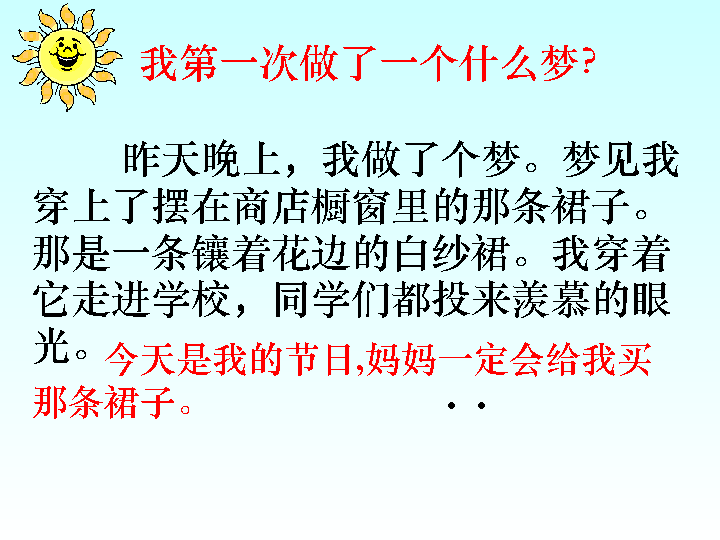 我第一次做了一个什么梦?
昨天晚上，我做了个梦。梦见我
穿上了摆在商店橱窗里的那条裙子。
那是一条镶着花边的白纱裙。我穿着
它走进学校，同学们都投来羡慕的眼
光。今天是我的节日,妈妈一定会给我买
那条裙子。